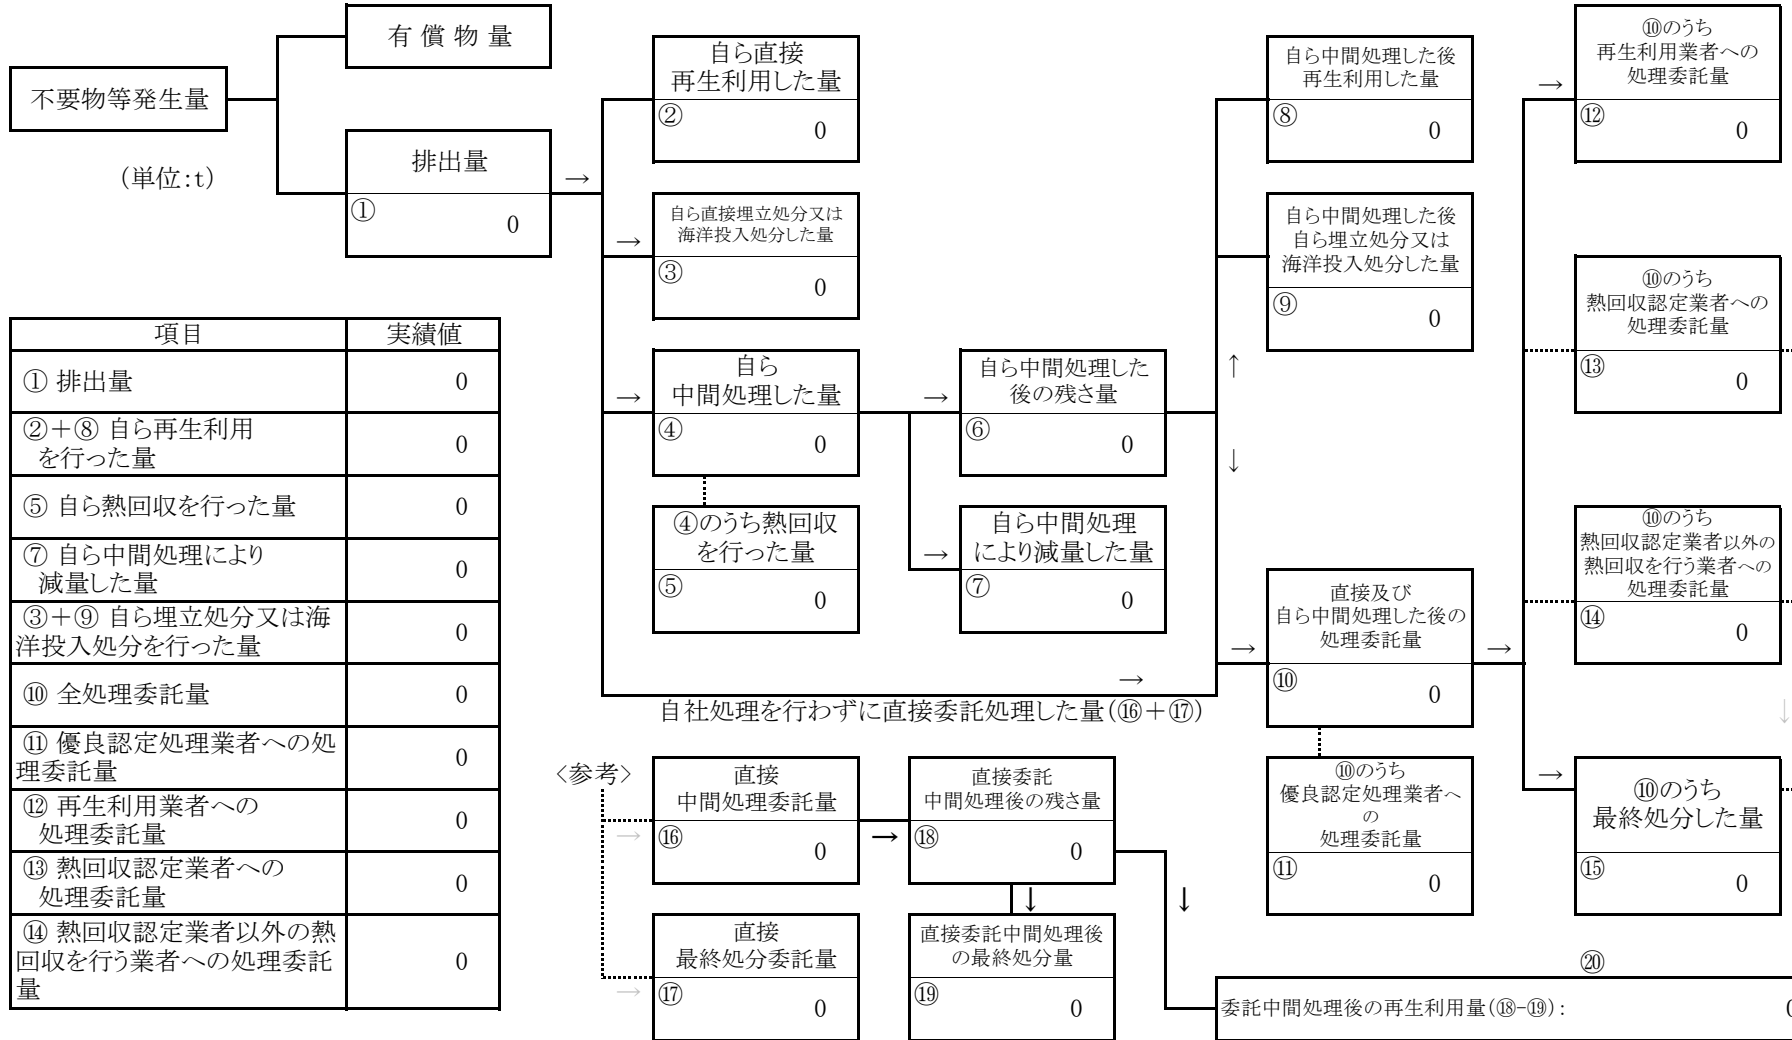 有 償 物 量
不要物等発生量
(単位:t)
排出量
①
0
→
自ら直接
再生利用した量
②
0
→
自ら直接埋立処分又は
海洋投入処分した量
③
0
→
自ら
中間処理した量
④
0
④のうち熱回収
を行った量
⑤
0
→
自ら中間処理した
後の残さ量
⑥
0
→
自ら中間処理
により減量した量
⑦
0
↑
↓
自ら中間処理した後
再生利用した量
⑧
0
自ら中間処理した後
自ら埋立処分又は
海洋投入処分した量
⑨
0
→
直接及び
自ら中間処理した後の
処理委託量
⑩
0
→
自社処理を行わずに直接委託処理した量(⑯+⑰)
⑩のうち
優良認定処理業者へ
の
処理委託量
⑪
0
→
→
⑩のうち
再生利用業者への
処理委託量
⑫
0
⑩のうち
熱回収認定業者への
処理委託量
⑬
0
⑩のうち
熱回収認定業者以外の
熱回収を行う業者への
処理委託量
⑭
0
↓
→
⑩のうち
最終処分した量
⑮
0
項目 実績値
① 排出量 0
②+⑧ 自ら再生利用
を行った量
0
⑤ 自ら熱回収を行った量 0
⑦ 自ら中間処理により
減量した量
0
③+⑨ 自ら埋立処分又は海
洋投入処分を行った量
0
⑩ 全処理委託量 0
⑪ 優良認定処理業者への処
理委託量
0
⑫ 再生利用業者への
処理委託量
0
⑬ 熱回収認定業者への
処理委託量
0
⑭ 熱回収認定業者以外の熱
回収を行う業者への処理委託
量
0
<参考>
→
直接
中間処理委託量
⑯
0
→
直接委託
中間処理後の残さ量
⑱
0
↓
↓
→
直接
最終処分委託量
⑰
0
直接委託中間処理後
の最終処分量
⑲
0
⑳
委託中間処理後の再生利用量(⑱-⑲): 0